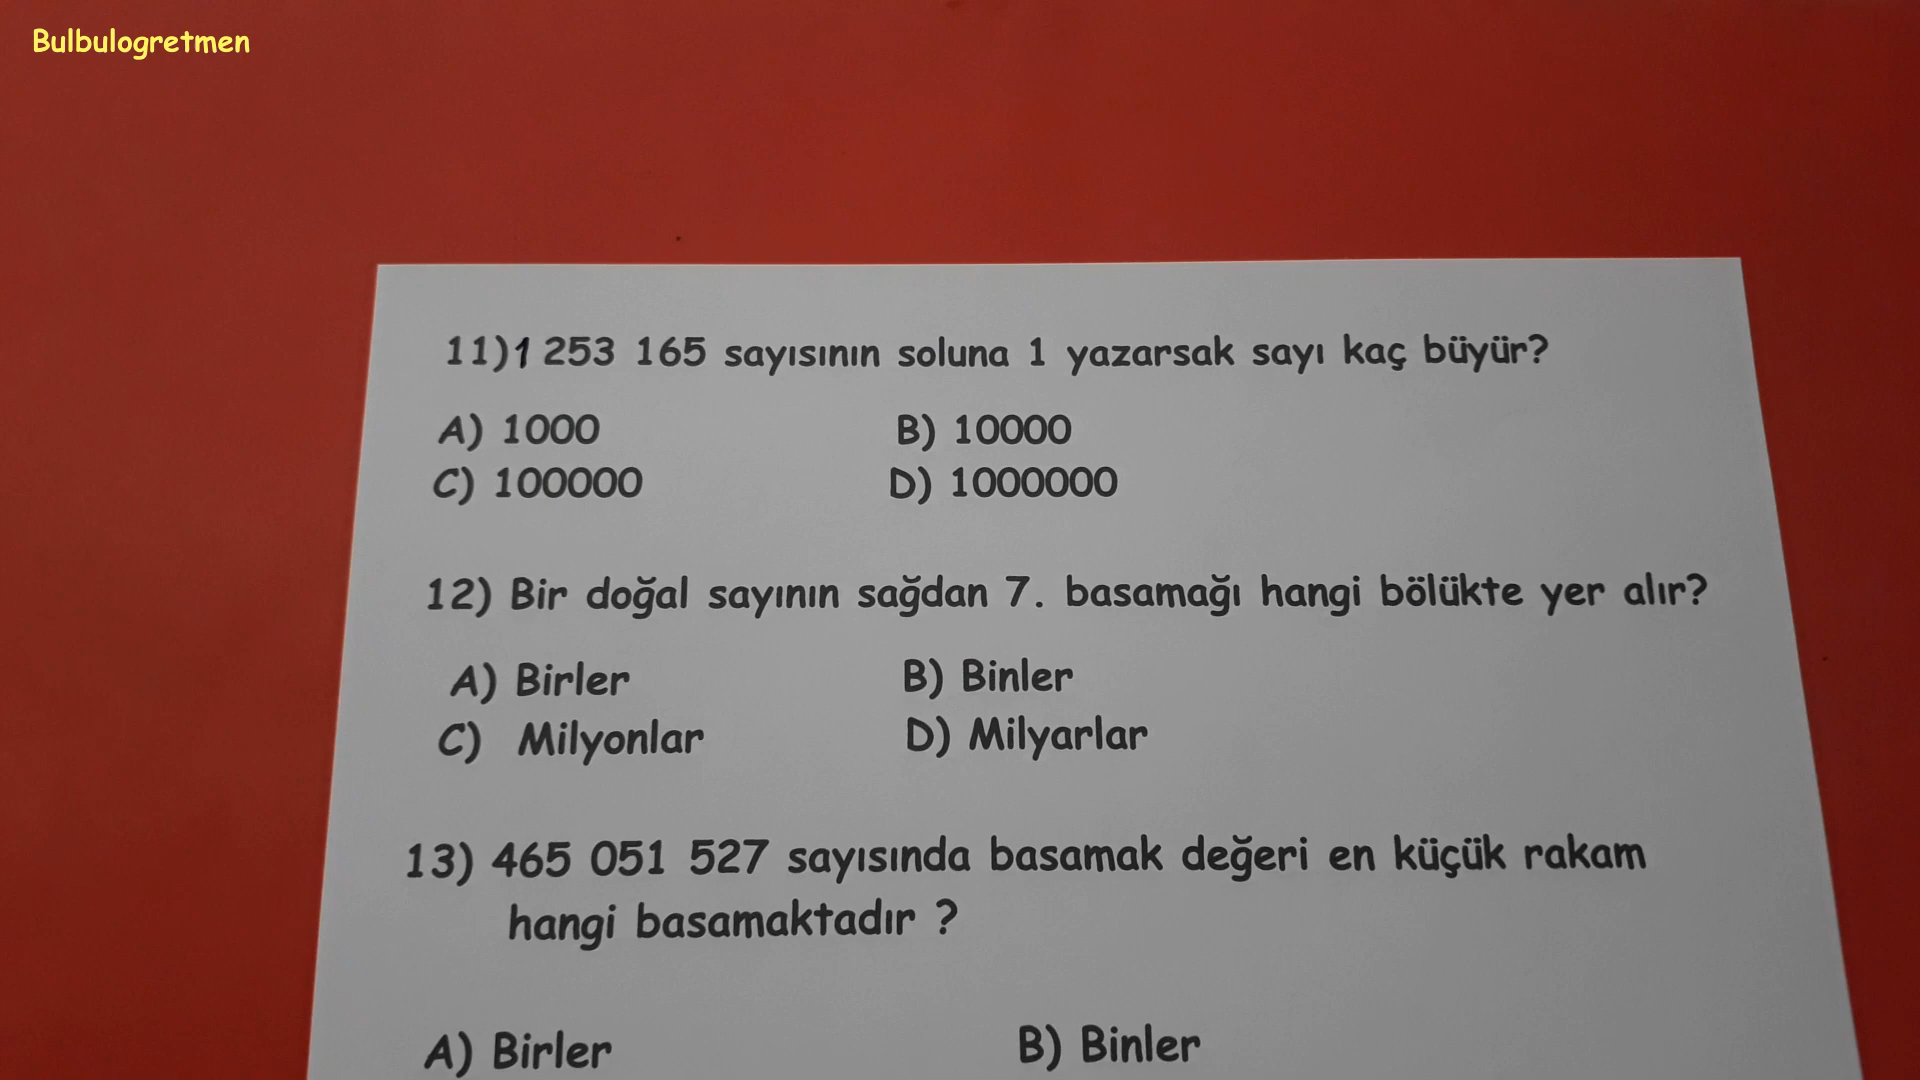 Bulbulogretmen
11)1 253 165 sayısının soluna 1 yazarsak sayı kaç büyür?
A) 1000 B) 10000
C) 100000 D) 1000000
12) Bir doğal sayının sağdan 7. basamağı hangi bölükte yer alır?
A) Birler B) Binler
C) Milyonlar D) Milyarlar
13) 465 051 527 sayısında basamak değeri en küçük rakam
hangi basamaktadır ?
A) Birler B) Binler